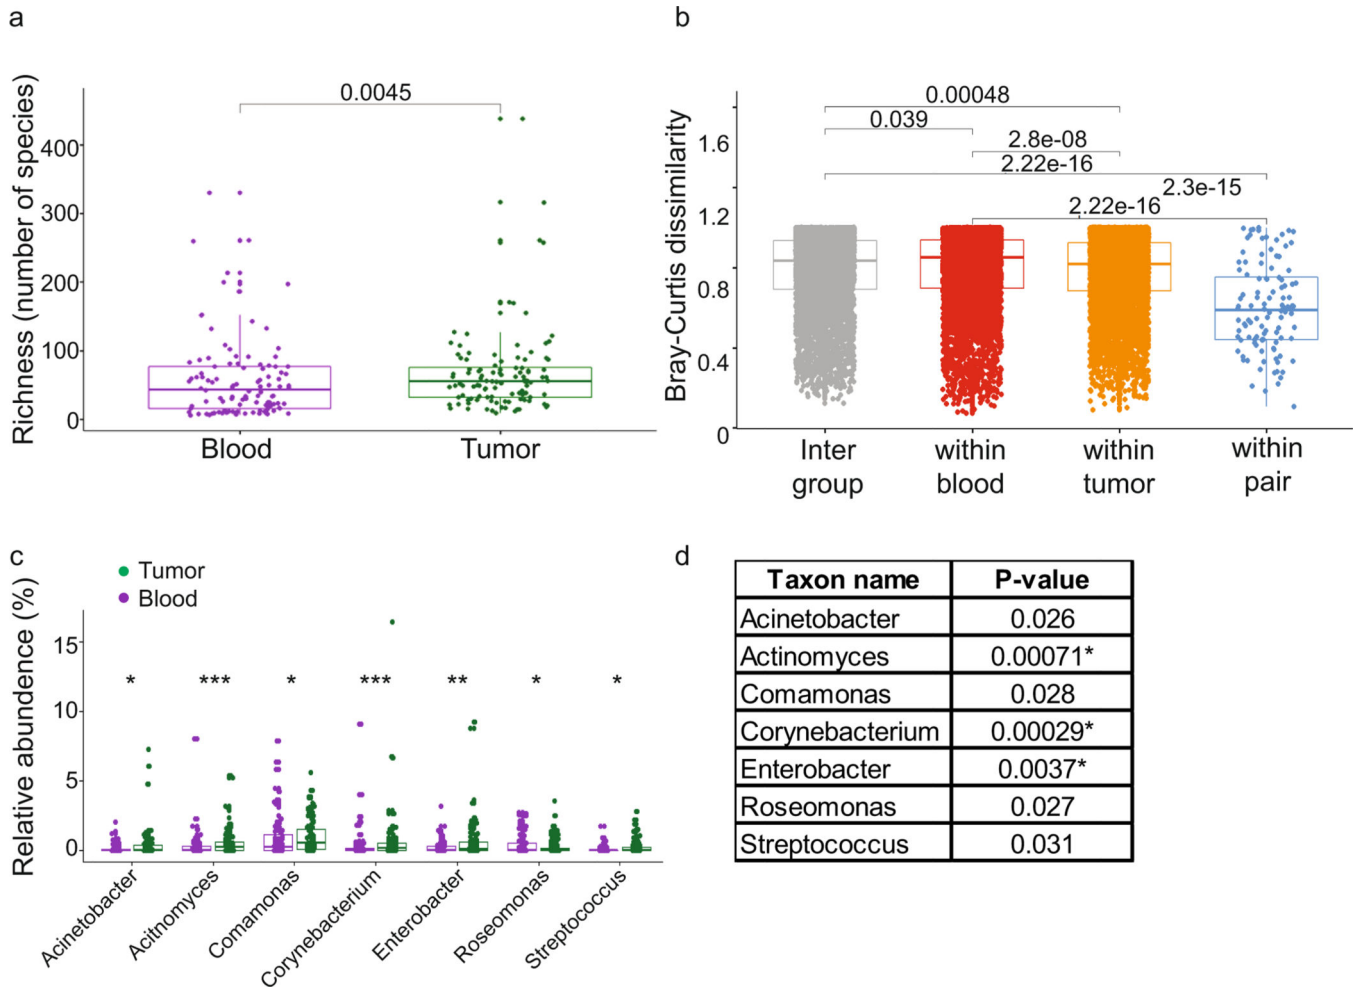 a
Richness (number of species)
400
300
200
100
0
0.0045
Blood
Tumor
b
Bray-Curtis dissimilarity
1.6
1.2
0.8
0.4
0
0.00048
0.039
2.8e-08
2.22e-16
2.3e-15
2.22e-16
Inter
group
within
blood
within
tumor
within
pair
c
Tumor
Blood
Relative abundance (%)
15
10
5
0
*
***
*
***
**
*
*
Acinetobacter
Acitnomyces
Comamonas
Corynebacterium
Enterobacter
Roseomonas
Streptococcus
d
Taxon name P-value
Acinetobacter 0.026
Actinomyces 0.00071*
Comamonas 0.028
Corynebacterium 0.00029*
Enterobacter 0.0037*
Roseomonas 0.027
Streptococcus 0.031